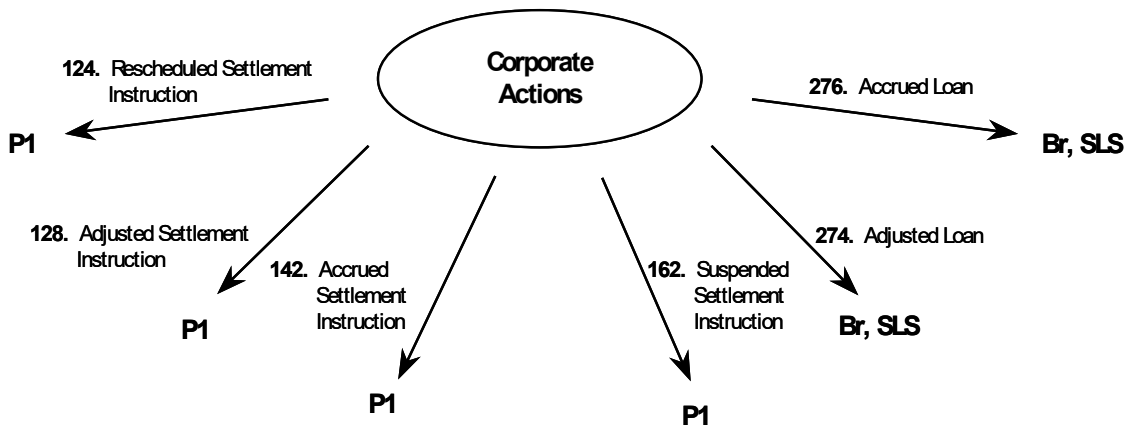 Corporate
Actions
124. Rescheduled Settlement
Instruction
P1
276. Accrued Loan
Br, SLS
128. Adjusted Settlement
Instruction
P1
142. Accrued
Settlement
Instruction
P1
162. Suspended
Settlement
Instruction
P1
274. Adjusted Loan
Br, SLS